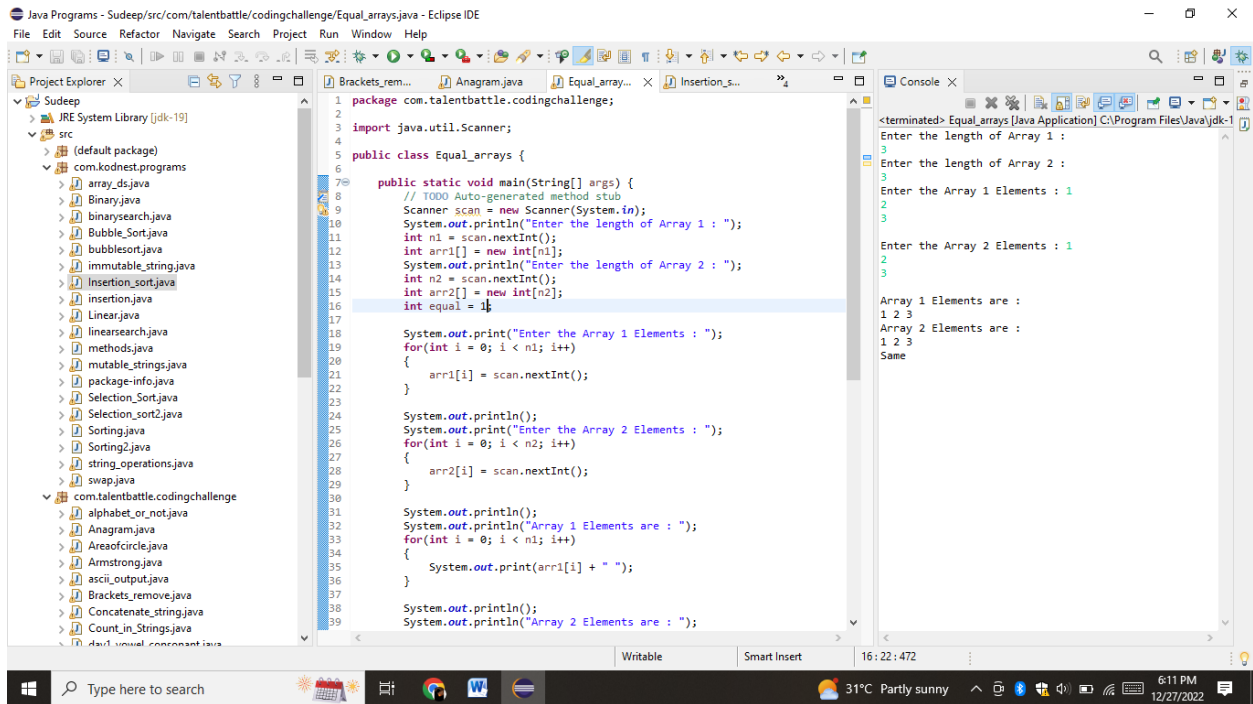 Java Programs - Sudeep/src/com/talentbattle/codingchallenge/Equal_arrays.java - Eclipse IDE
File Edit Source Refactor Navigate Search Project Run Window Help
Project Explorer
Sudeep
JRE System Library [jdk-19]
src
(default package)
com.kodnest.programs
array_ds.java
Binary.java
binarysearch.java
Bubble_Sort.java
bubblesort.java
immutable_string.java
Insertion_sort.java
insertion.java
Linear.java
linearsearch.java
methods.java
mutable_strings.java
package-info.java
Selection_Sort.java
Selection_sort2.java
Sorting.java
Sorting2.java
string_operations.java
swap.java
com.talentbattle.codingchallenge
alphabet_or_not.java
Anagram.java
Areaofcircle.java
Armstrong.java
ascii_output.java
Brackets_remove.java
Concatenate_string.java
Count_in_Strings.java
day1_vowel_consonant.java
Brackets_rem... Anagram.java Equal_array... Insertion_s... »4
1 package com.talentbattle.codingchallenge;
2
3 import java.util.Scanner;
4
5 public class Equal_arrays {
6
7 public static void main(String[] args) {
8 // TODO Auto-generated method stub
9 Scanner scan = new Scanner(System.in);
10 System.out.println("Enter the length of Array 1 : ");
11 int n1 = scan.nextInt();
12 int arr1[] = new int[n1];
13 System.out.println("Enter the length of Array 2 : ");
14 int n2 = scan.nextInt();
15 int arr2[] = new int[n2];
16 int equal = 1;
17
18 System.out.print("Enter the Array 1 Elements : ");
19 for(int i = 0; i < n1; i++)
20 {
21 arr1[i] = scan.nextInt();
22 }
23
24 System.out.println();
25 System.out.print("Enter the Array 2 Elements : ");
26 for(int i = 0; i < n2; i++)
27 {
28 arr2[i] = scan.nextInt();
29 }
30
31 System.out.println();
32 System.out.println("Array 1 Elements are : ");
33 for(int i = 0; i < n1; i++)
34 {
35 System.out.print(arr1[i] + " ");
36 }
37
38 System.out.println();
39 System.out.println("Array 2 Elements are : ");
Console
<terminated> Equal_arrays [Java Application] C:\Program Files\Java\jdk-1
Enter the length of Array 1 :
3
Enter the length of Array 2 :
3
Enter the Array 1 Elements : 1
2
3
Enter the Array 2 Elements : 1
2
3
Array 1 Elements are :
1 2 3
Array 2 Elements are :
1 2 3
Same
Writable Smart Insert 16 : 22 : 472
Type here to search
31°C Partly sunny
6:11 PM
12/27/2022